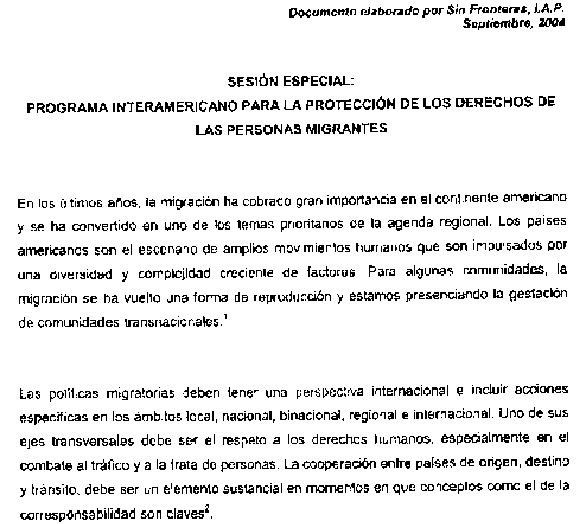 Documento elaborado por Sin Fronteras, I.A.P.
Septiembre, 2004
SESIÓN ESPECIAL:
PROGRAMA INTERAMERICANO PARA LA PROTECCIÓN DE LOS DERECHOS DE
LAS PERSONAS MIGRANTES
En los últimos años, la migración ha cobrado gran importancia en el continente americano
y se ha convertido en uno de los temas prioritarios de la agenda regional. Los países
americanos son el escenario de amplios movimientos humanos que son impulsados por
una diversidad y complejidad creciente de factores. Para algunas comunidades, la
migración se ha vuelto una forma de reproducción y estamos presenciando la gestación
de comunidades transnacionales.¹
Las políticas migratorias deben tener una perspectiva internacional e incluir acciones
específicas en los ámbitos local, nacional, binacional, regional e internacional. Uno de sus
ejes transversales debe ser el respeto a los derechos humanos, especialmente en el
combate al tráfico y a la trata de personas. La cooperación entre países de origen, destino
y tránsito, debe ser un elemento sustancial en momentos en que conceptos como el de la
corresponsabilidad son claves².